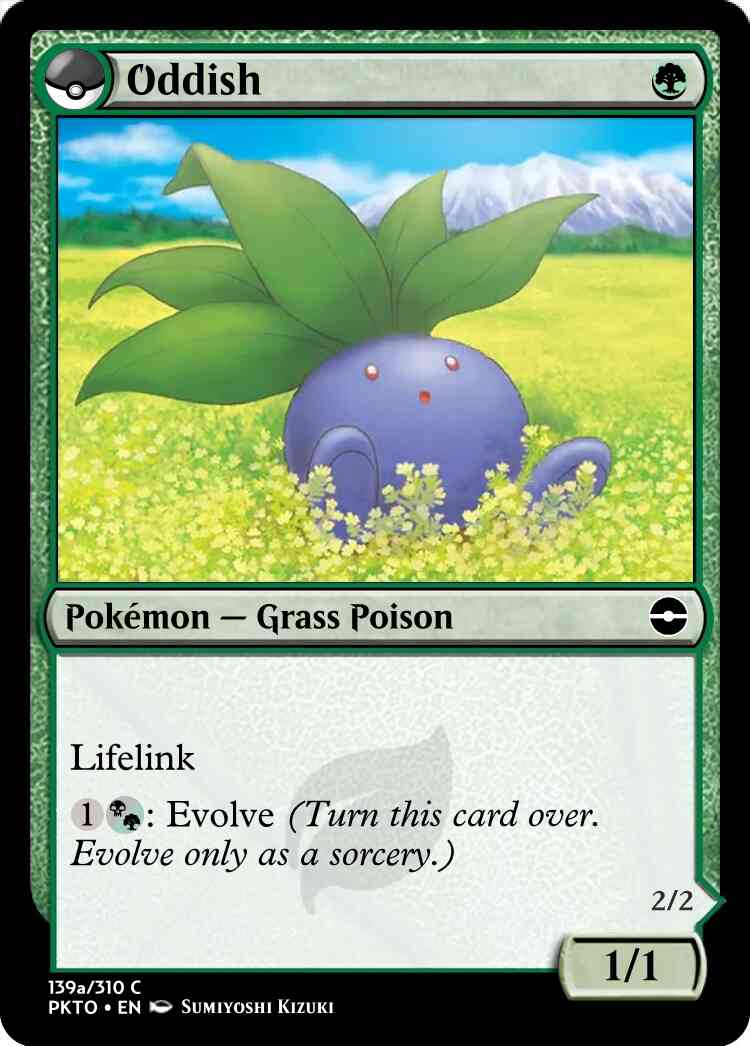 Oddish
Pokémon — Grass Poison
Lifelink
1: Evolve (Turn this card over.
Evolve only as a sorcery.)
2/2
1/1
139a/310 C
PKTO • EN Sumiyoshi Kizuki